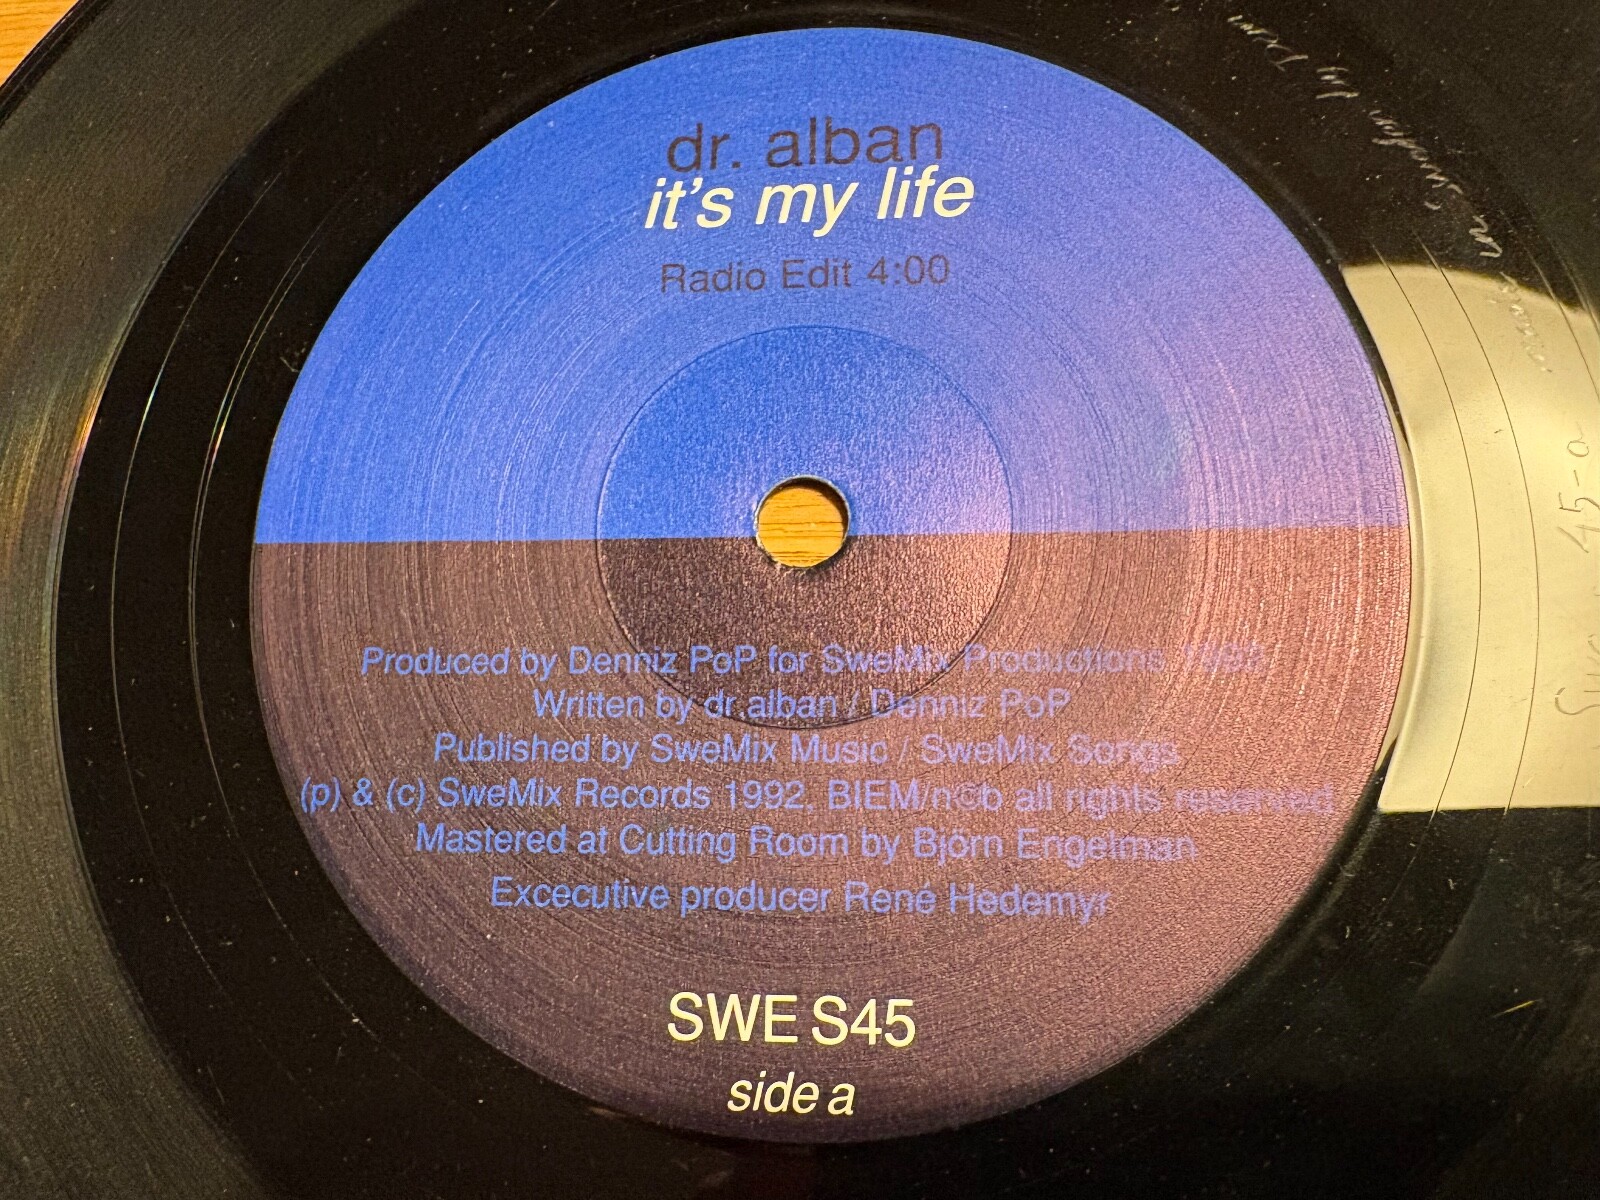 dr. alban
it's my life
Radio Edit 4:00
Produced by Denniz PoP for SweMix Productions 1992
Written by dr.alban / Denniz PoP
Published by SweMix Music / SweMix Songs
(p) & (c) SweMix Records 1992. BIEM/n©b all rights reserved
Mastered at Cutting Room by Björn Engelman
Excecutive producer René Hedemyr
SWE S45
side a
45-a